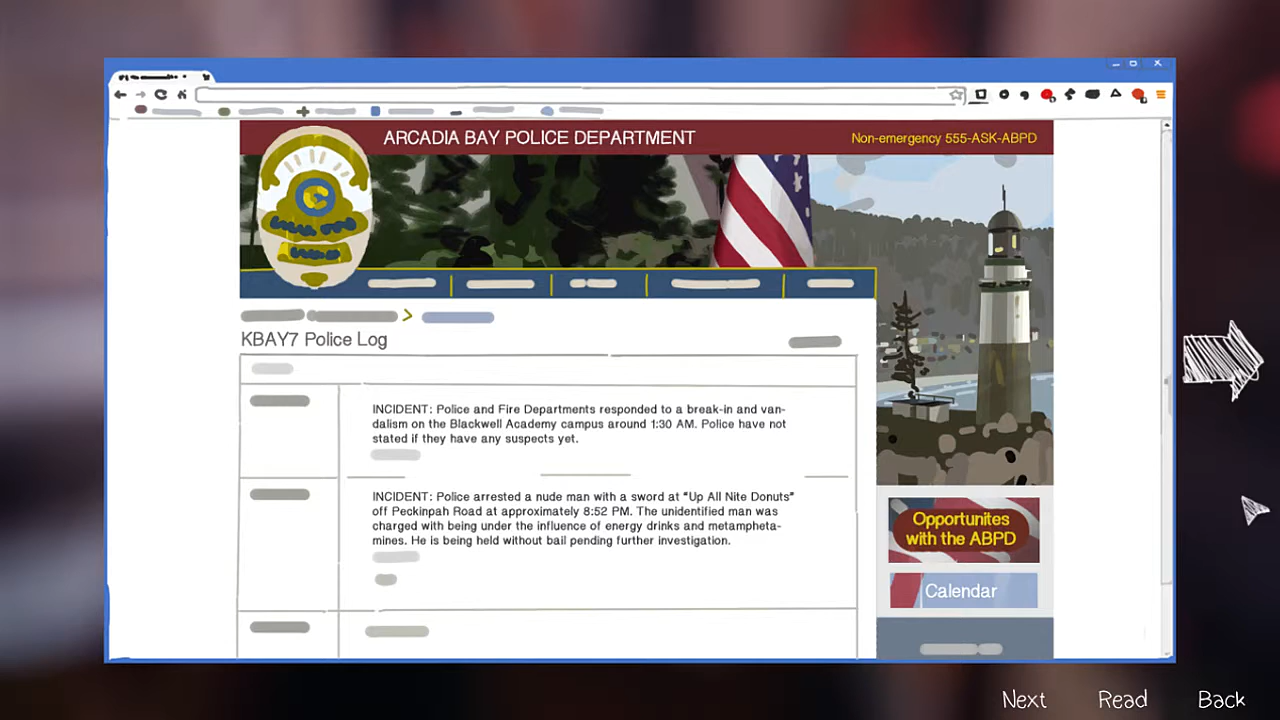 ARCADIA BAY POLICE DEPARTMENT
Non-emergency 555-ASK-ABPD
KBAY7 Police Log
INCIDENT: Police and Fire Departments responded to a break-in and van-
dalism on the Blackwell Academy campus around 1:30 AM. Police have not
stated if they have any suspects yet.
INCIDENT: Police arrested a nude man with a sword at “Up All Nite Donuts”
off Peckinpah Road at approximately 8:52 PM. The unidentified man was
charged with being under the influence of energy drinks and metampheta-
mines. He is being held without bail pending further investigation.
Opportunites
with the ABPD
Calendar
Next
Read
Back